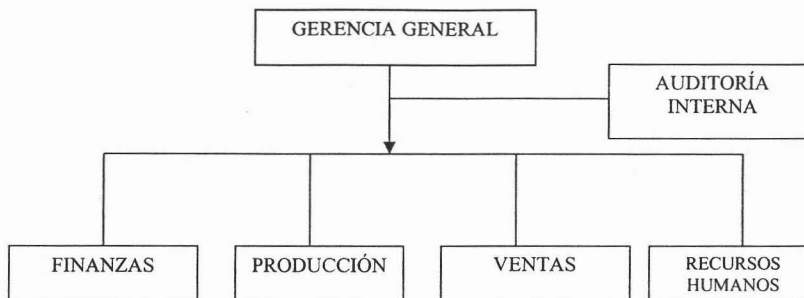 GERENCIA GENERAL
AUDITORÍA
INTERNA
FINANZAS
PRODUCCIÓN
VENTAS
RECURSOS
HUMANOS